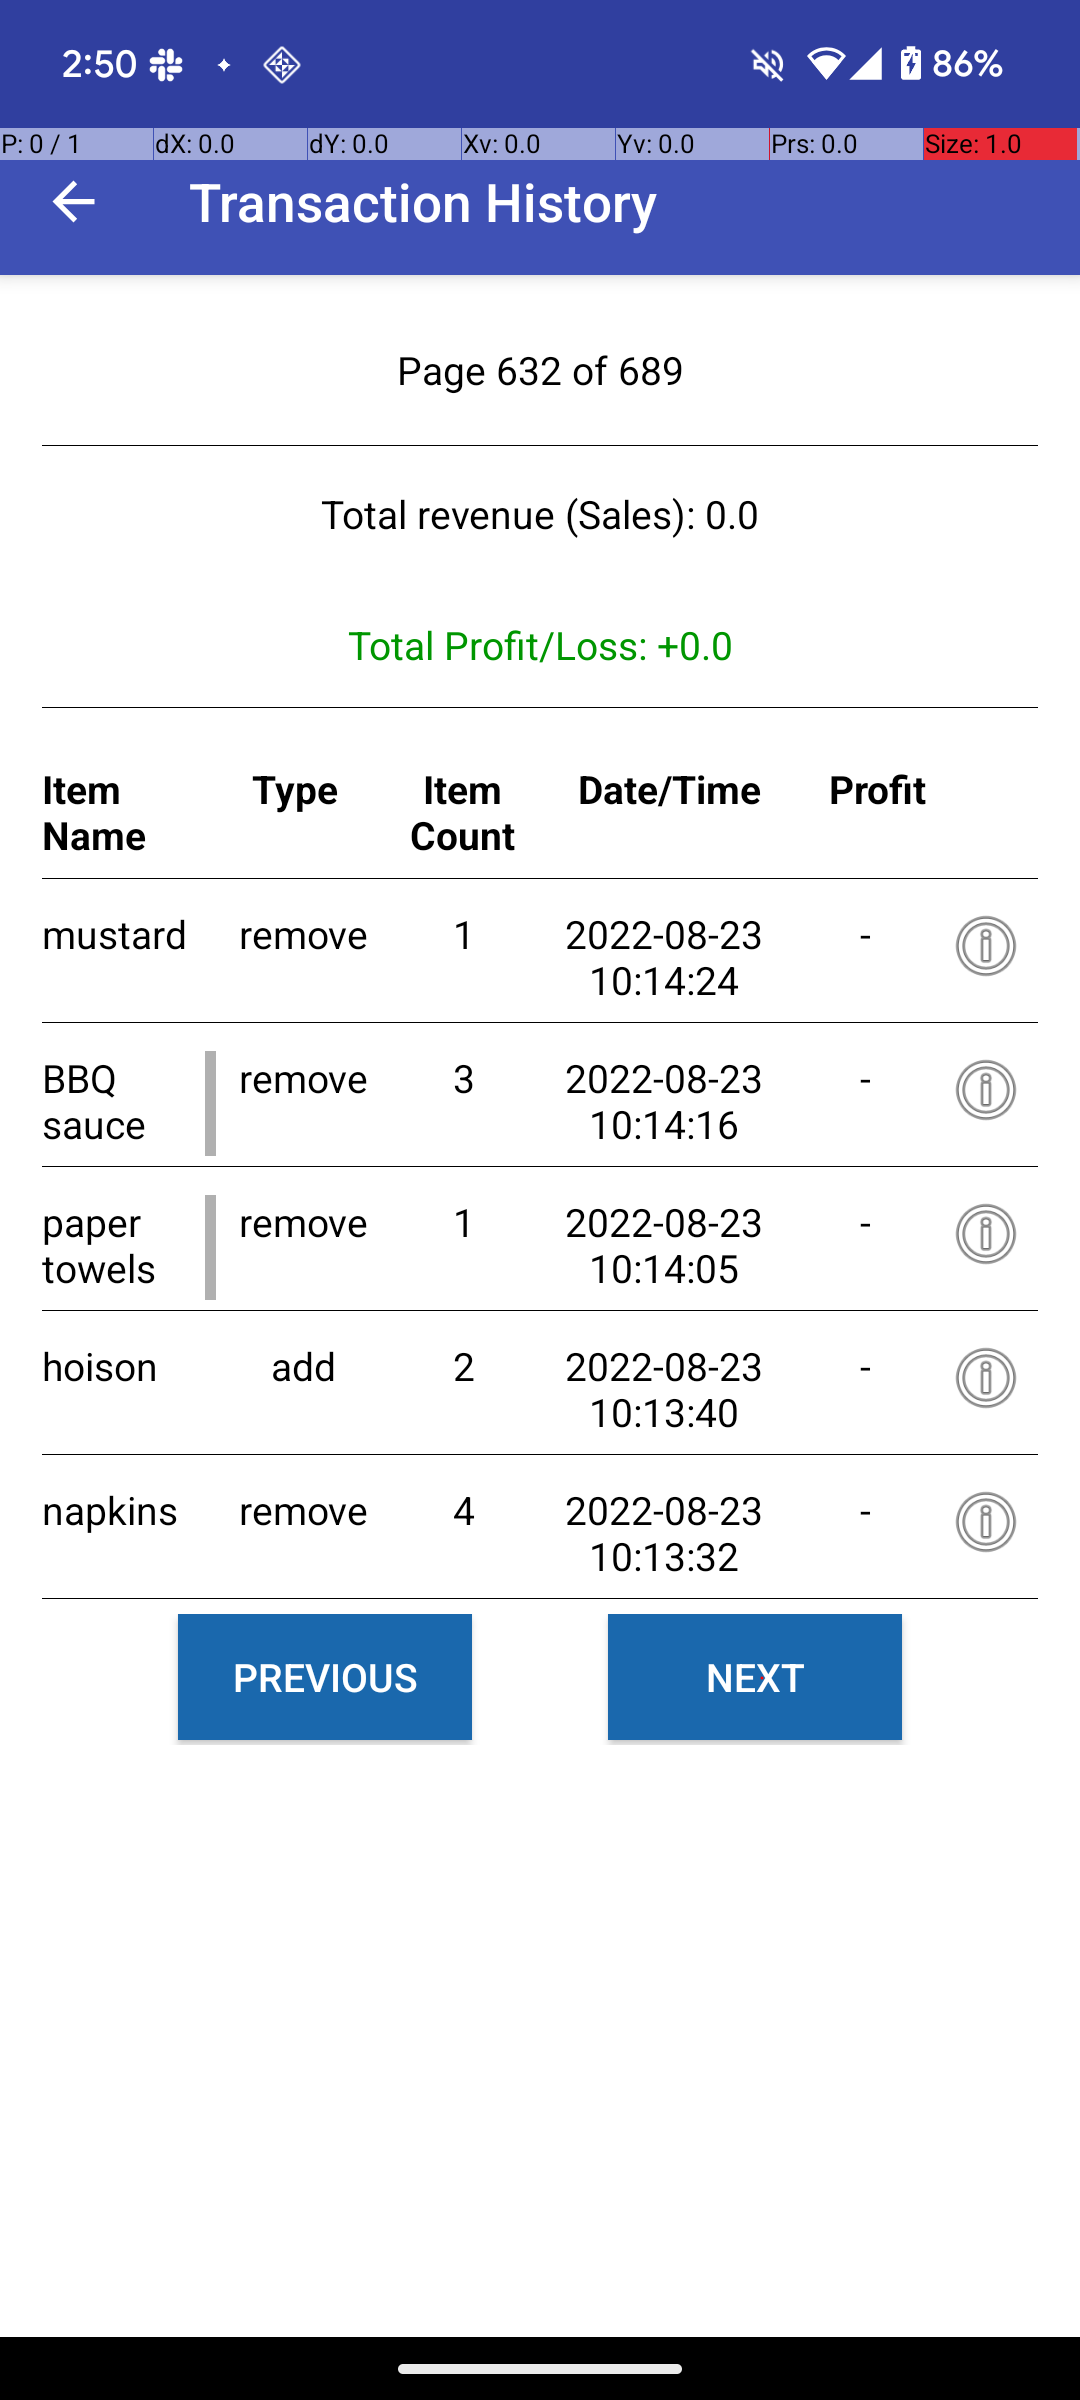 2:50 86%
P: 0 / 1 dX: 0.0 dY: 0.0 Xv: 0.0 Yv: 0.0 Prs: 0.0 Size: 1.0
Transaction History
Page 632 of 689
Total revenue (Sales): 0.0
Total Profit/Loss: +0.0
Item Name Type Item Count Date/Time Profit
mustard remove 1 2022-08-23 10:14:24 -
BBQ sauce remove 3 2022-08-23 10:14:16 -
paper towels remove 1 2022-08-23 10:14:05 -
hoison add 2 2022-08-23 10:13:40 -
napkins remove 4 2022-08-23 10:13:32 -
PREVIOUS NEXT